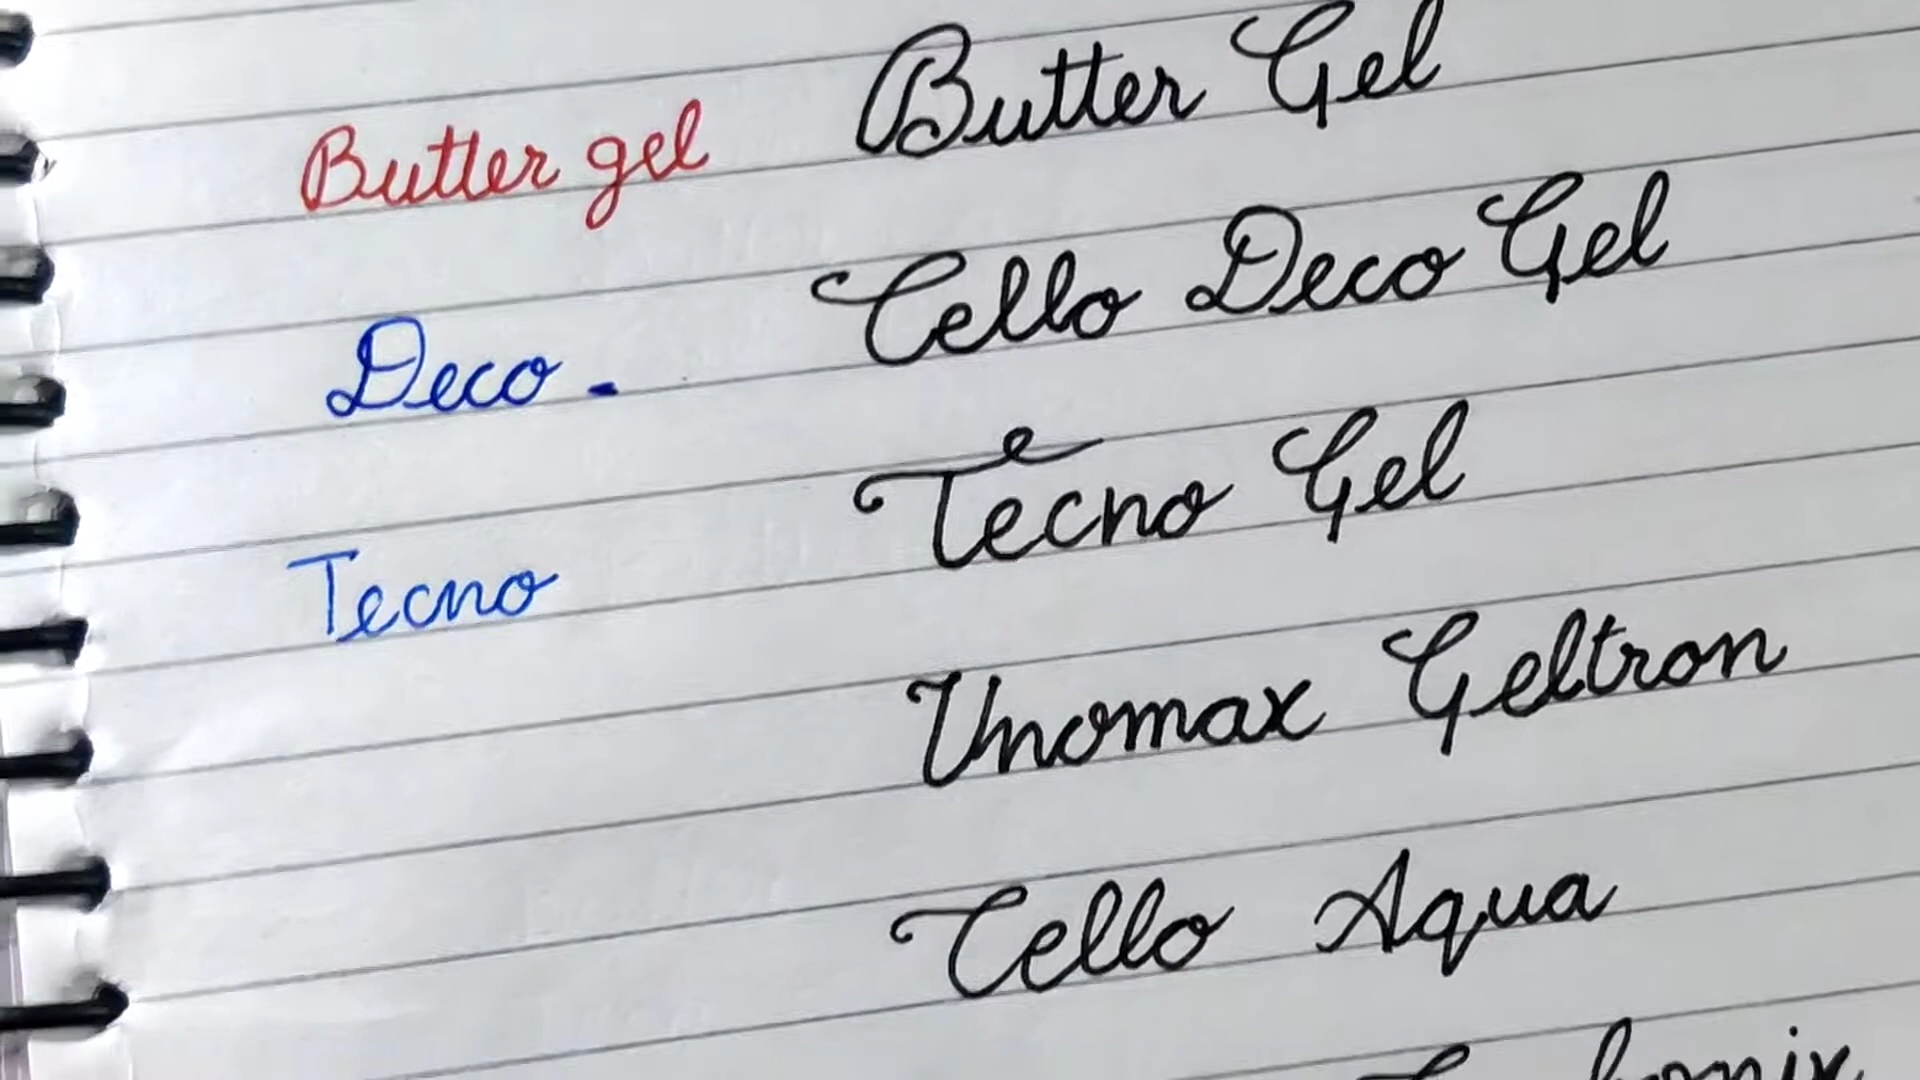 Butter gel Butter Gel
Cello Deco Gel
Deco -
Tecno Gel
Tecno
Unomax Geltron
Cello Aqua